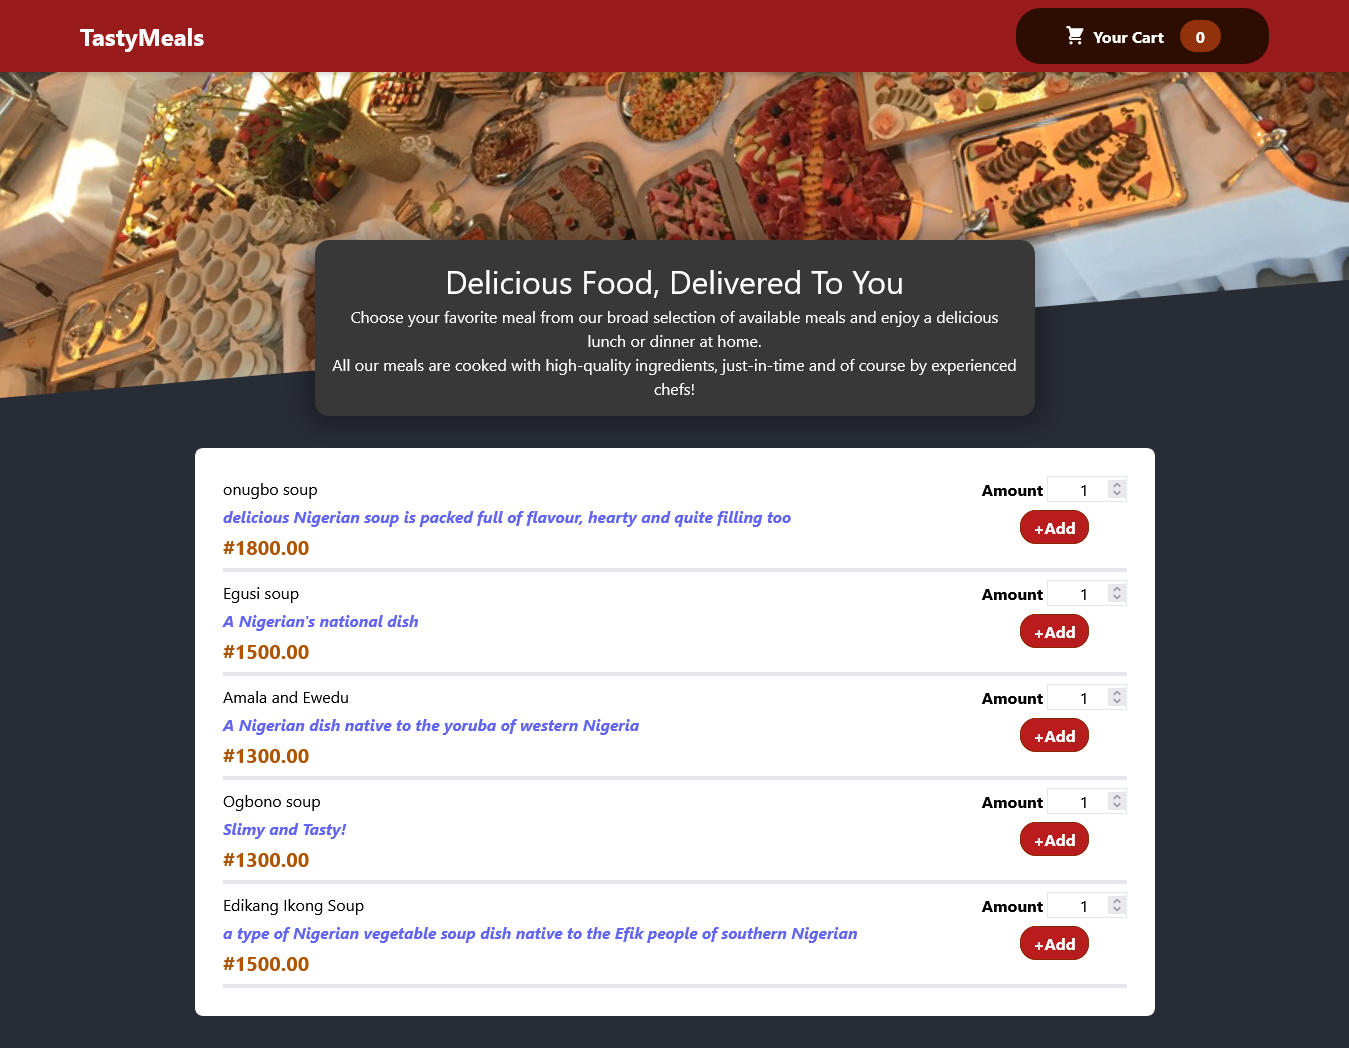 TastyMeals
Your Cart 0
Delicious Food, Delivered To You
Choose your favorite meal from our broad selection of available meals and enjoy a delicious
lunch or dinner at home.
All our meals are cooked with high-quality ingredients, just-in-time and of course by experienced
chefs!
onugbo soup
Amount 1
delicious Nigerian soup is packed full of flavour, hearty and quite filling too
+Add
#1800.00
Egusi soup
Amount 1
A Nigerian's national dish
+Add
#1500.00
Amala and Ewedu
Amount 1
A Nigerian dish native to the yoruba of western Nigeria
+Add
#1300.00
Ogbono soup
Amount 1
Slimy and Tasty!
+Add
#1300.00
Edikang Ikong Soup
Amount 1
a type of Nigerian vegetable soup dish native to the Efik people of southern Nigerian
+Add
#1500.00